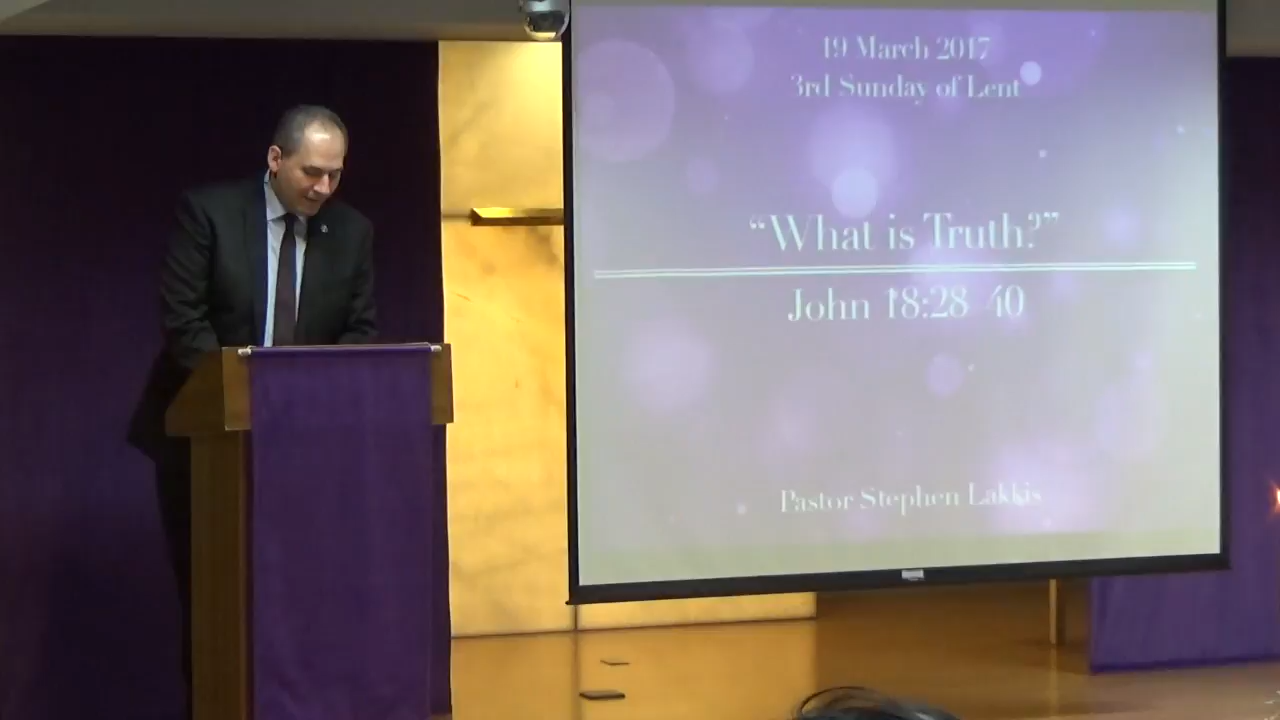 19 March 2017
3rd Sunday of Lent
“What is Truth?”
John 18:28-40
Pastor Stephen Lakkis